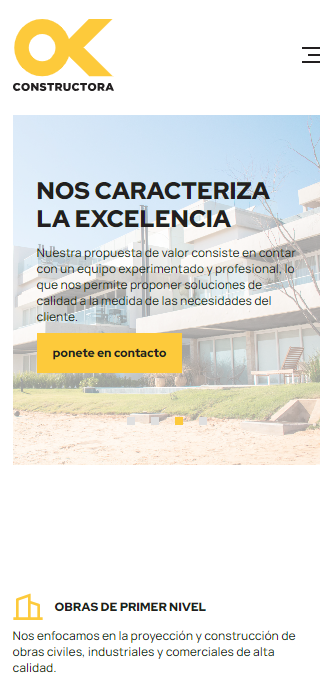 OK
CONSTRUCTORA
NOS CARACTERIZA
LA EXCELENCIA
Nuestra propuesta de valor consiste en contar
con un equipo experimentado y profesional, lo
que nos permite proponer soluciones de
calidad a la medida de las necesidades del
cliente.
ponete en contacto
OBRAS DE PRIMER NIVEL
Nos enfocamos en la proyección y construcción de
obras civiles, industriales y comerciales de alta
calidad.